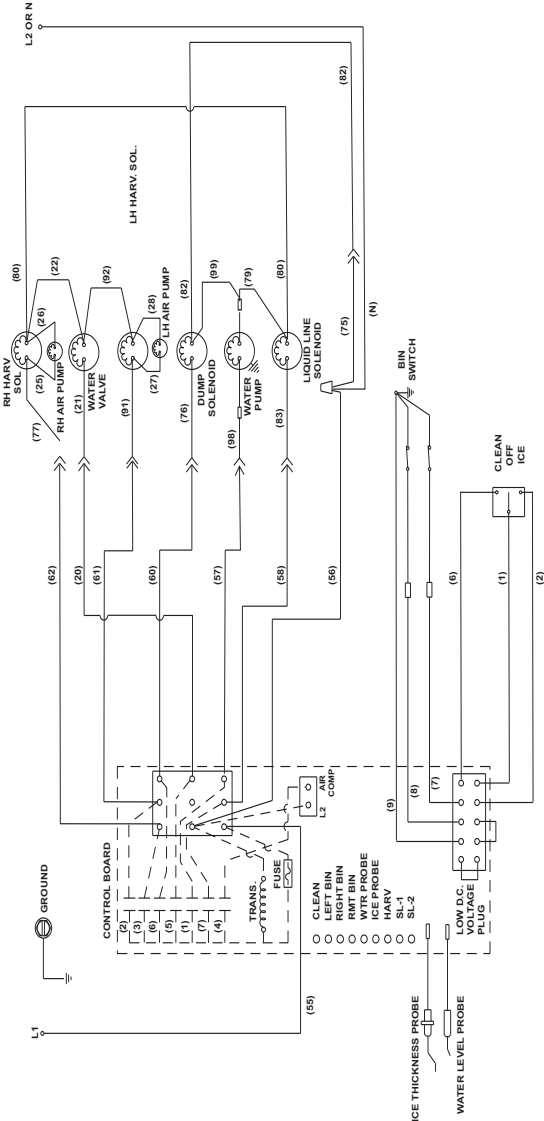 L2 OR N
L1
GROUND
(80)
(22)
(26)
(25)
(77)
RH HARV
SOL
RH AIR PUMP
(21)
WATER
VALVE
(92)
(91)
(28)
(27)
LH AIR PUMP
LH HARV. SOL.
(82)
(82)
(76)
DUMP
SOLENOID
(99)
(79)
(98)
WATER
PUMP
(80)
(83)
LIQUID LINE
SOLENOID
(75)
(N)
(62)
(20)
(61)
(60)
(57)
(58)
(56)
(55)
CONTROL BOARD
(2)
(3)
(6)
(5)
(1)
(7)
(4)
TRANS.
FUSE
L2
AIR
COMP
CLEAN
LEFT BIN
RIGHT BIN
RMT BIN
WTR PROBE
ICE PROBE
HARV
SL-1
SL-2
LOW D.C.
VOLTAGE
PLUG
(9)
(8)
(7)
BIN
SWITCH
(6)
(1)
(2)
CLEAN
OFF
ICE
ICE THICKNESS PROBE
WATER LEVEL PROBE